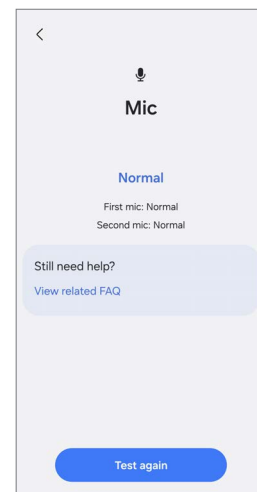 Mic
Normal
First mic: Normal
Second mic: Normal
Still need help?
View related FAQ
Test again